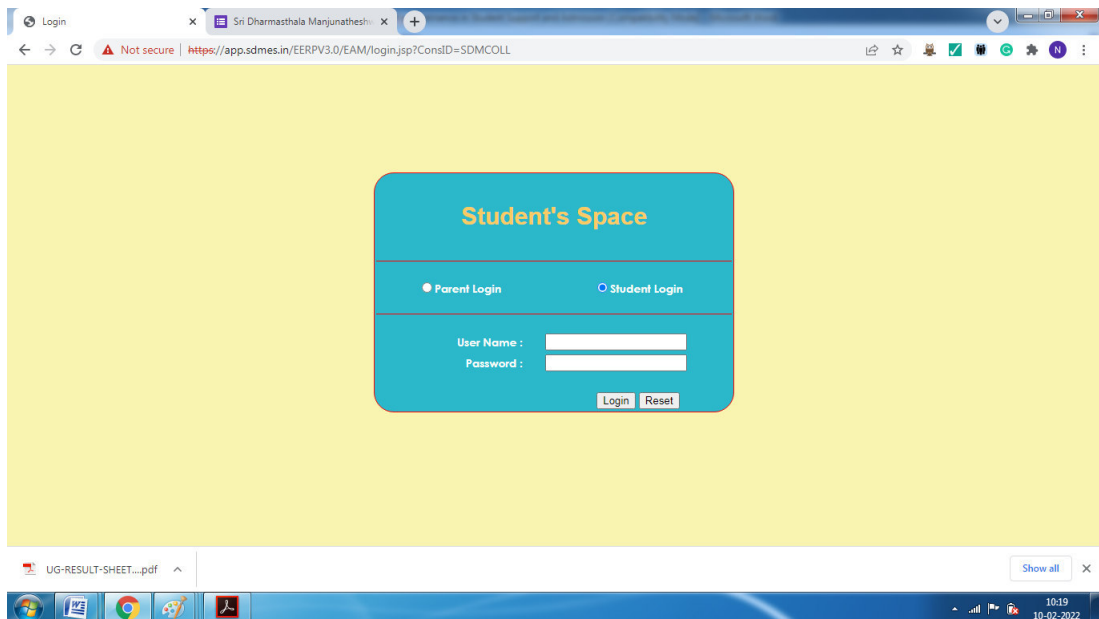 Login
Sri Dharmasthala Manjunathesh
Not secure
https://app.sdmes.in/EERPV3.0/EAM/login.jsp?ConsID=SDMCOLL
N
Student's Space
Parent Login Student Login
User Name :
Password :
Login Reset
UG-RESULT-SHEET....pdf
Show all
10:19
10-02-2022